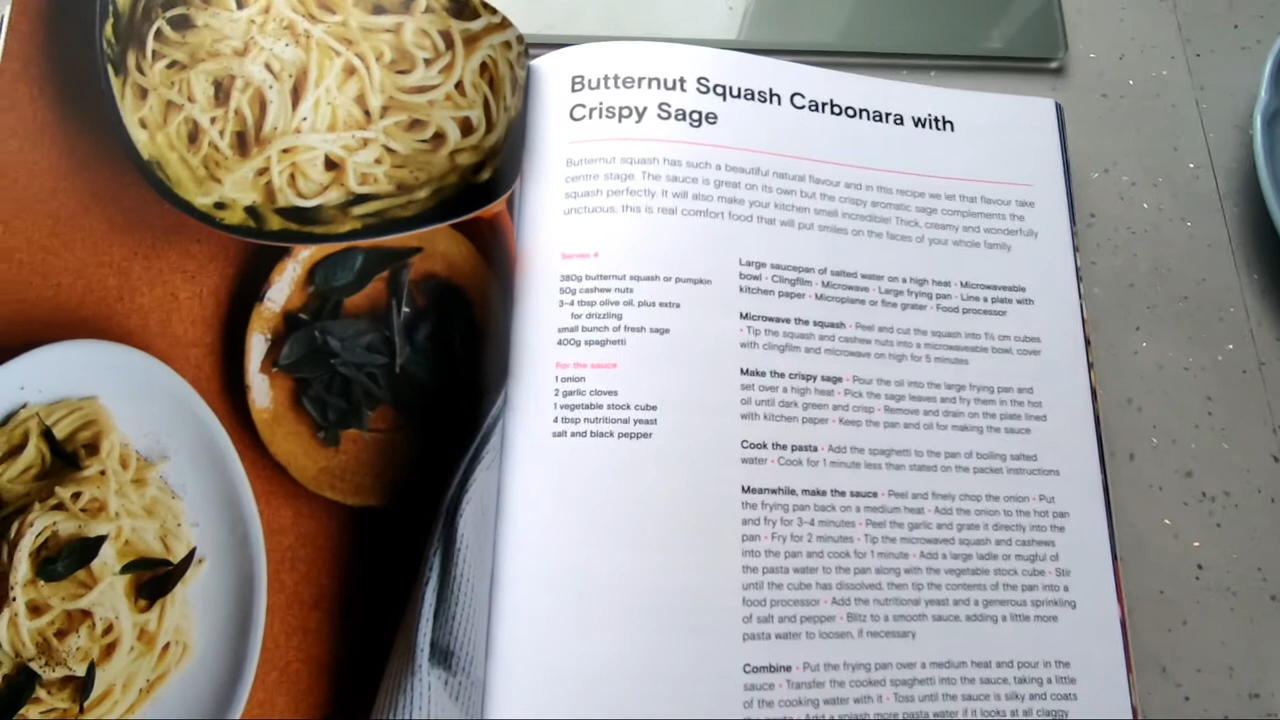 Butternut Squash Carbonara with
Crispy Sage
Butternut squash has such a beautiful natural flavour and in this recipe we let that flavour take
centre stage. The sauce is great on its own but the crispy aromatic sage complements the
squash perfectly. It will also make your kitchen smell incredible! Thick, creamy and wonderfully
unctuous, this is real comfort food that will put smiles on the faces of your whole family.
Serves 4
380g butternut squash or pumpkin
50g cashew nuts
3–4 tbsp olive oil, plus extra
for drizzling
small bunch of fresh sage
400g spaghetti
For the sauce
1 onion
2 garlic cloves
1 vegetable stock cube
4 tbsp nutritional yeast
salt and black pepper
Large saucepan of salted water on a high heat • Microwaveable
bowl • Clingfilm • Microwave • Large frying pan • Line a plate with
kitchen paper • Microplane or fine grater • Food processor
Microwave the squash • Peel and cut the squash into 1½ cm cubes
• Tip the squash and cashew nuts into a microwaveable bowl, cover
with clingfilm and microwave on high for 5 minutes
Make the crispy sage • Pour the oil into the large frying pan and
set over a high heat • Pick the sage leaves and fry them in the hot
oil until dark green and crisp • Remove and drain on the plate lined
with kitchen paper • Keep the pan and oil for making the sauce
Cook the pasta • Add the spaghetti to the pan of boiling salted
water • Cook for 1 minute less than stated on the packet instructions
Meanwhile, make the sauce • Peel and finely chop the onion • Put
the frying pan back on a medium heat • Add the onion to the hot pan
and fry for 3–4 minutes • Peel the garlic and grate it directly into the
pan • Fry for 2 minutes • Tip the microwaved squash and cashews
into the pan and cook for 1 minute • Add a large ladle or mugful of
the pasta water to the pan along with the vegetable stock cube • Stir
until the cube has dissolved, then tip the contents of the pan into a
food processor • Add the nutritional yeast and a generous sprinkling
of salt and pepper • Blitz to a smooth sauce, adding a little more
pasta water to loosen, if necessary
Combine • Put the frying pan over a medium heat and pour in the
sauce • Transfer the cooked spaghetti into the sauce, taking a little
of the cooking water with it • Toss until the sauce is silky and coats
the pasta • Add a splash more pasta water if it looks at all claggy